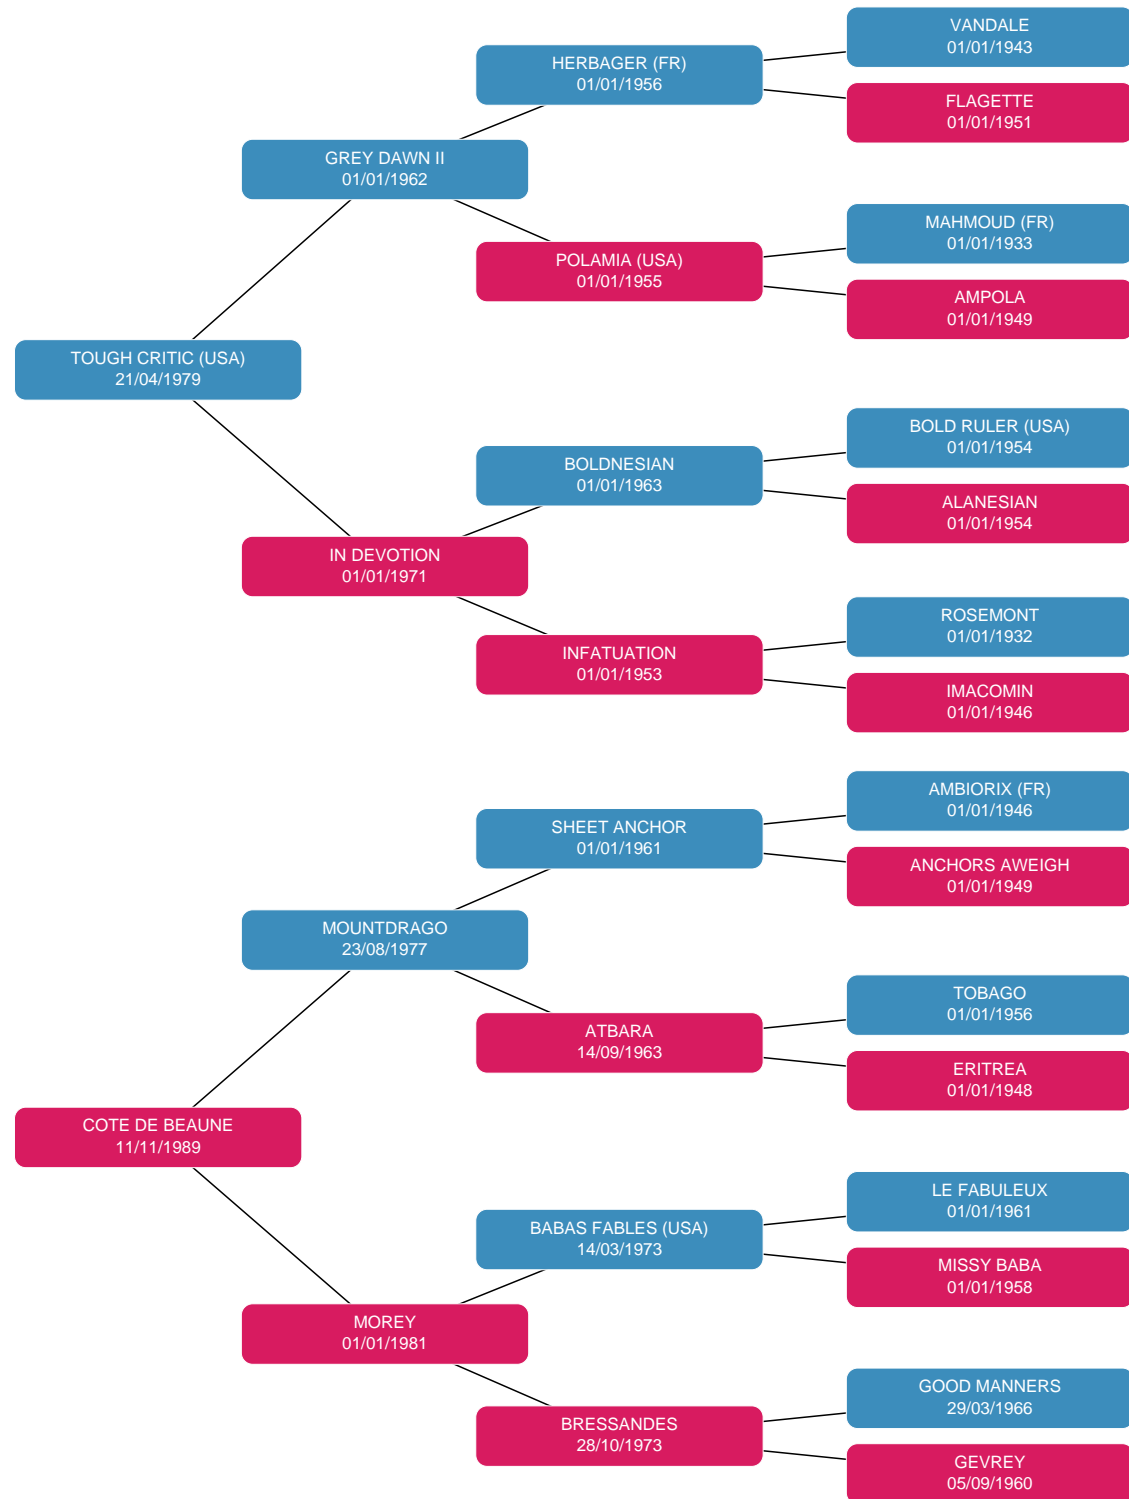 VANDALE
01/01/1943
HERBAGER (FR)
01/01/1956
FLAGETTE
01/01/1951
GREY DAWN II
01/01/1962
MAHMOUD (FR)
01/01/1933
POLAMIA (USA)
01/01/1955
AMPOLA
01/01/1949
TOUGH CRITIC (USA)
21/04/1979
BOLD RULER (USA)
01/01/1954
BOLDNESIAN
01/01/1963
ALANESIAN
01/01/1954
IN DEVOTION
01/01/1971
ROSEMONT
01/01/1932
INFATUATION
01/01/1953
IMACOMIN
01/01/1946
AMBIORIX (FR)
01/01/1946
SHEET ANCHOR
01/01/1961
ANCHORS AWEIGH
01/01/1949
MOUNTDRAGO
23/08/1977
TOBAGO
01/01/1956
ATBARA
14/09/1963
ERITREA
01/01/1948
COTE DE BEAUNE
11/11/1989
LE FABULEUX
01/01/1961
BABAS FABLES (USA)
14/03/1973
MISSY BABA
01/01/1958
MOREY
01/01/1981
GOOD MANNERS
29/03/1966
BRESSANDES
28/10/1973
GEVREY
05/09/1960